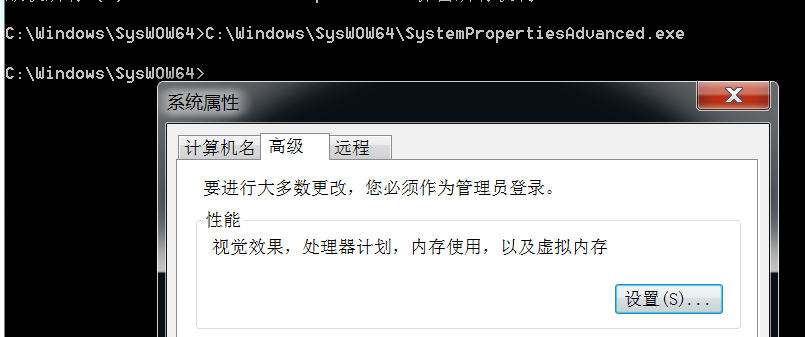 C:\Windows\SysWOW64>C:\Windows\SysWOW64\SystemPropertiesAdvanced.exe
C:\Windows\SysWOW64>
系统属性
计算机名 高级 远程
要进行大多数更改，您必须作为管理员登录。
性能
视觉效果，处理器计划，内存使用，以及虚拟内存
设置(S)...